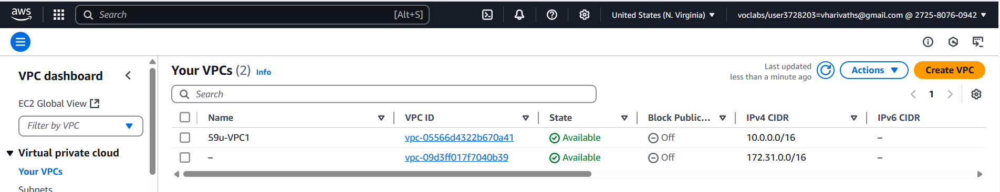 aws Search [Alt+S] United States (N. Virginia) voclabs/user3728203=vharivaths@gmail.com @ 2725-8076-0942
VPC dashboard
EC2 Global View
Filter by VPC
Virtual private cloud
Your VPCs
Subnets
Your VPCs (2) Info
Last updated
less than a minute ago
Actions
Create VPC
Search
1
Name VPC ID State Block Public... IPv4 CIDR IPv6 CIDR
59u-VPC1 vpc-05566d4322b670a41 Available Off 10.0.0.0/16 –
– vpc-09d3ff017f7040b39 Available Off 172.31.0.0/16 –